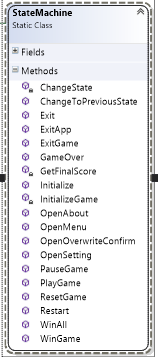 StateMachine
Static Class
Fields
Methods
ChangeState
ChangeToPreviousState
Exit
ExitApp
ExitGame
GameOver
GetFinalScore
Initialize
InitializeGame
OpenAbout
OpenMenu
OpenOverwriteConfirm
OpenSetting
PauseGame
PlayGame
ResetGame
Restart
WinAll
WinGame